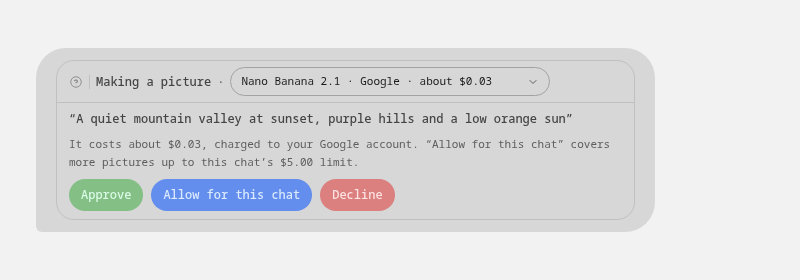 Making a picture · Nano Banana 2.1 · Google · about $0.03
“A quiet mountain valley at sunset, purple hills and a low orange sun”
It costs about $0.03, charged to your Google account. “Allow for this chat” covers
more pictures up to this chat’s $5.00 limit.
Approve Allow for this chat Decline